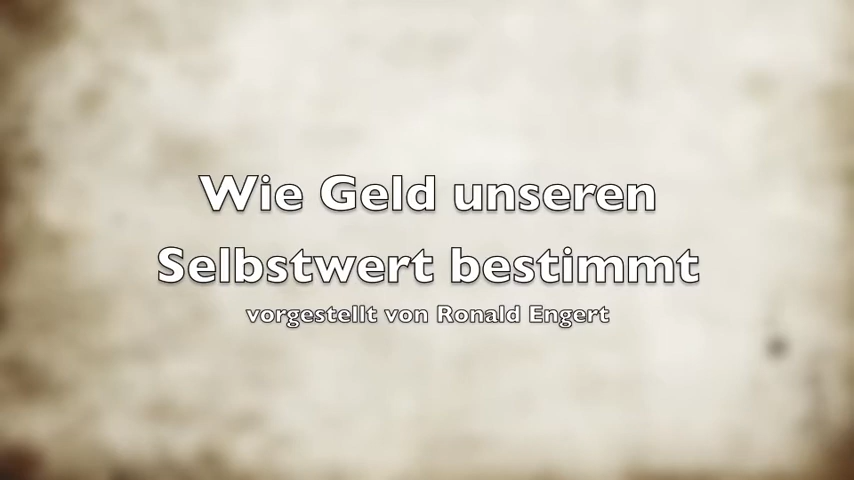 Wie Geld unseren
Selbstwert bestimmt
vorgestellt von Ronald Engert